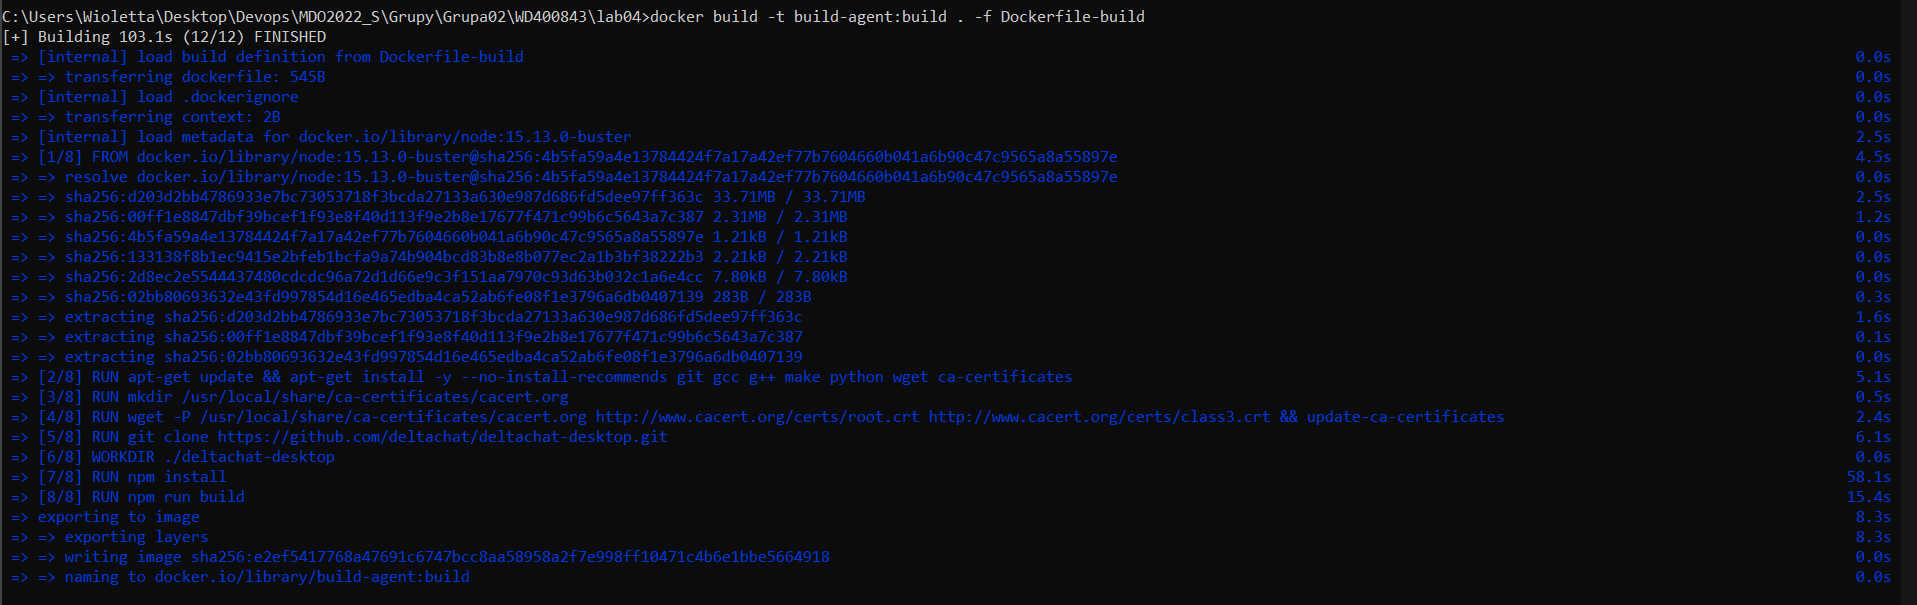 C:\Users\Wioletta\Desktop\Devops\MDO2022_S\Grupy\Grupa02\WD400843\lab04>docker build -t build-agent:build . -f Dockerfile-build
[+] Building 103.1s (12/12) FINISHED
=> [internal] load build definition from Dockerfile-build 0.0s
=> => transferring dockerfile: 545B 0.0s
=> [internal] load .dockerignore 0.0s
=> => transferring context: 2B 0.0s
=> [internal] load metadata for docker.io/library/node:15.13.0-buster 2.5s
=> [1/8] FROM docker.io/library/node:15.13.0-buster@sha256:4b5fa59a4e13784424f7a17a42ef77b7604660b041a6b90c47c9565a8a55897e 4.5s
=> => resolve docker.io/library/node:15.13.0-buster@sha256:4b5fa59a4e13784424f7a17a42ef77b7604660b041a6b90c47c9565a8a55897e 0.0s
=> => sha256:d203d2bb4786933e7bc73053718f3bcda27133a630e987d686fd5dee97ff363c 33.71MB / 33.71MB 2.5s
=> => sha256:00ff1e8847dbf39bcef1f93e8f40d113f9e2b8e17677f471c99b6c5643a7c387 2.31MB / 2.31MB 1.2s
=> => sha256:4b5fa59a4e13784424f7a17a42ef77b7604660b041a6b90c47c9565a8a55897e 1.21kB / 1.21kB 0.0s
=> => sha256:133138f8b1ec9415e2bfeb1bcfa9a74b904bcd83b8e8b077ec2a1b3bf38222b3 2.21kB / 2.21kB 0.0s
=> => sha256:2d8ec2e5544437480cdcdc96a72d1d66e9c3f151aa7970c93d63b032c1a6e4cc 7.80kB / 7.80kB 0.0s
=> => sha256:02bb80693632e43fd997854d16e465edba4ca52ab6fe08f1e3796a6db0407139 283B / 283B 0.3s
=> => extracting sha256:d203d2bb4786933e7bc73053718f3bcda27133a630e987d686fd5dee97ff363c 1.6s
=> => extracting sha256:00ff1e8847dbf39bcef1f93e8f40d113f9e2b8e17677f471c99b6c5643a7c387 0.1s
=> => extracting sha256:02bb80693632e43fd997854d16e465edba4ca52ab6fe08f1e3796a6db0407139 0.0s
=> [2/8] RUN apt-get update && apt-get install -y --no-install-recommends git gcc g++ make python wget ca-certificates 5.1s
=> [3/8] RUN mkdir /usr/local/share/ca-certificates/cacert.org 0.5s
=> [4/8] RUN wget -P /usr/local/share/ca-certificates/cacert.org http://www.cacert.org/certs/root.crt http://www.cacert.org/certs/class3.crt && update-ca-certificates 2.4s
=> [5/8] RUN git clone https://github.com/deltachat/deltachat-desktop.git 6.1s
=> [6/8] WORKDIR ./deltachat-desktop 0.0s
=> [7/8] RUN npm install 58.1s
=> [8/8] RUN npm run build 15.4s
=> exporting to image 8.3s
=> => exporting layers 8.3s
=> => writing image sha256:e2ef5417768a47691c6747bcc8aa58958a2f7e998ff10471c4b6e1bbe5664918 0.0s
=> => naming to docker.io/library/build-agent:build 0.0s